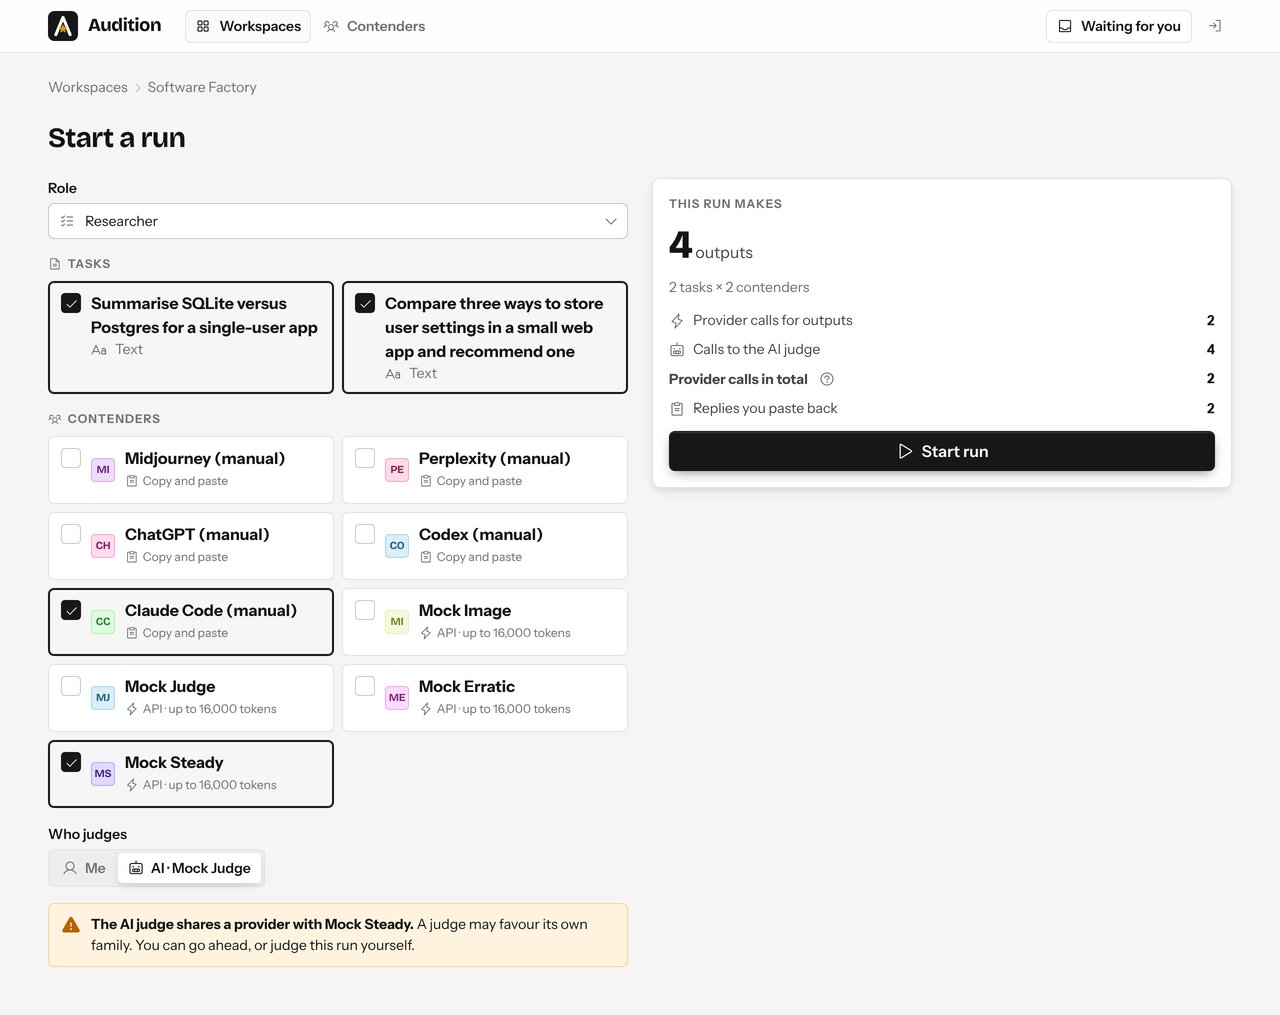 Audition
Workspaces
Contenders
Waiting for you
Workspaces
Software Factory
Start a run
Role
Researcher
TASKS
Summarise SQLite versus
Postgres for a single-user app
Aa Text
Compare three ways to store
user settings in a small web
app and recommend one
Aa Text
CONTENDERS
MI
Midjourney (manual)
Copy and paste
PE
Perplexity (manual)
Copy and paste
CH
ChatGPT (manual)
Copy and paste
CO
Codex (manual)
Copy and paste
CC
Claude Code (manual)
Copy and paste
MI
Mock Image
API · up to 16,000 tokens
MJ
Mock Judge
API · up to 16,000 tokens
ME
Mock Erratic
API · up to 16,000 tokens
MS
Mock Steady
API · up to 16,000 tokens
Who judges
Me
AI · Mock Judge
The AI judge shares a provider with Mock Steady. A judge may favour its own
family. You can go ahead, or judge this run yourself.
THIS RUN MAKES
4 outputs
2 tasks × 2 contenders
Provider calls for outputs 2
Calls to the AI judge 4
Provider calls in total ? 2
Replies you paste back 2
Start run